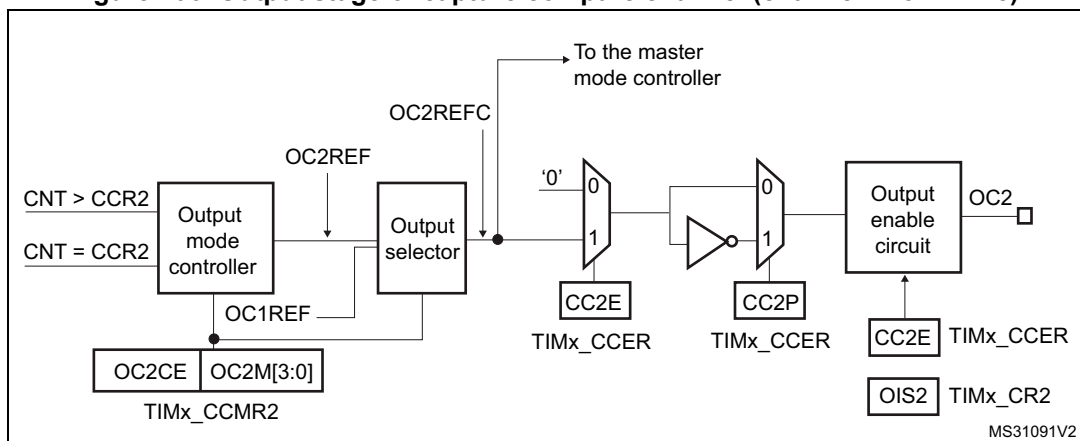 To the master
mode controller
OC2REFC
OC2REF
CNT > CCR2
CNT = CCR2
Output
mode
controller
Output
selector
OC1REF
‘0’
0
1
0
1
Output
enable
circuit
OC2
CC2E
TIMx_CCER
CC2P
TIMx_CCER
CC2E
TIMx_CCER
OC2CE
OC2M[3:0]
TIMx_CCMR2
OIS2
TIMx_CR2
MS31091V2